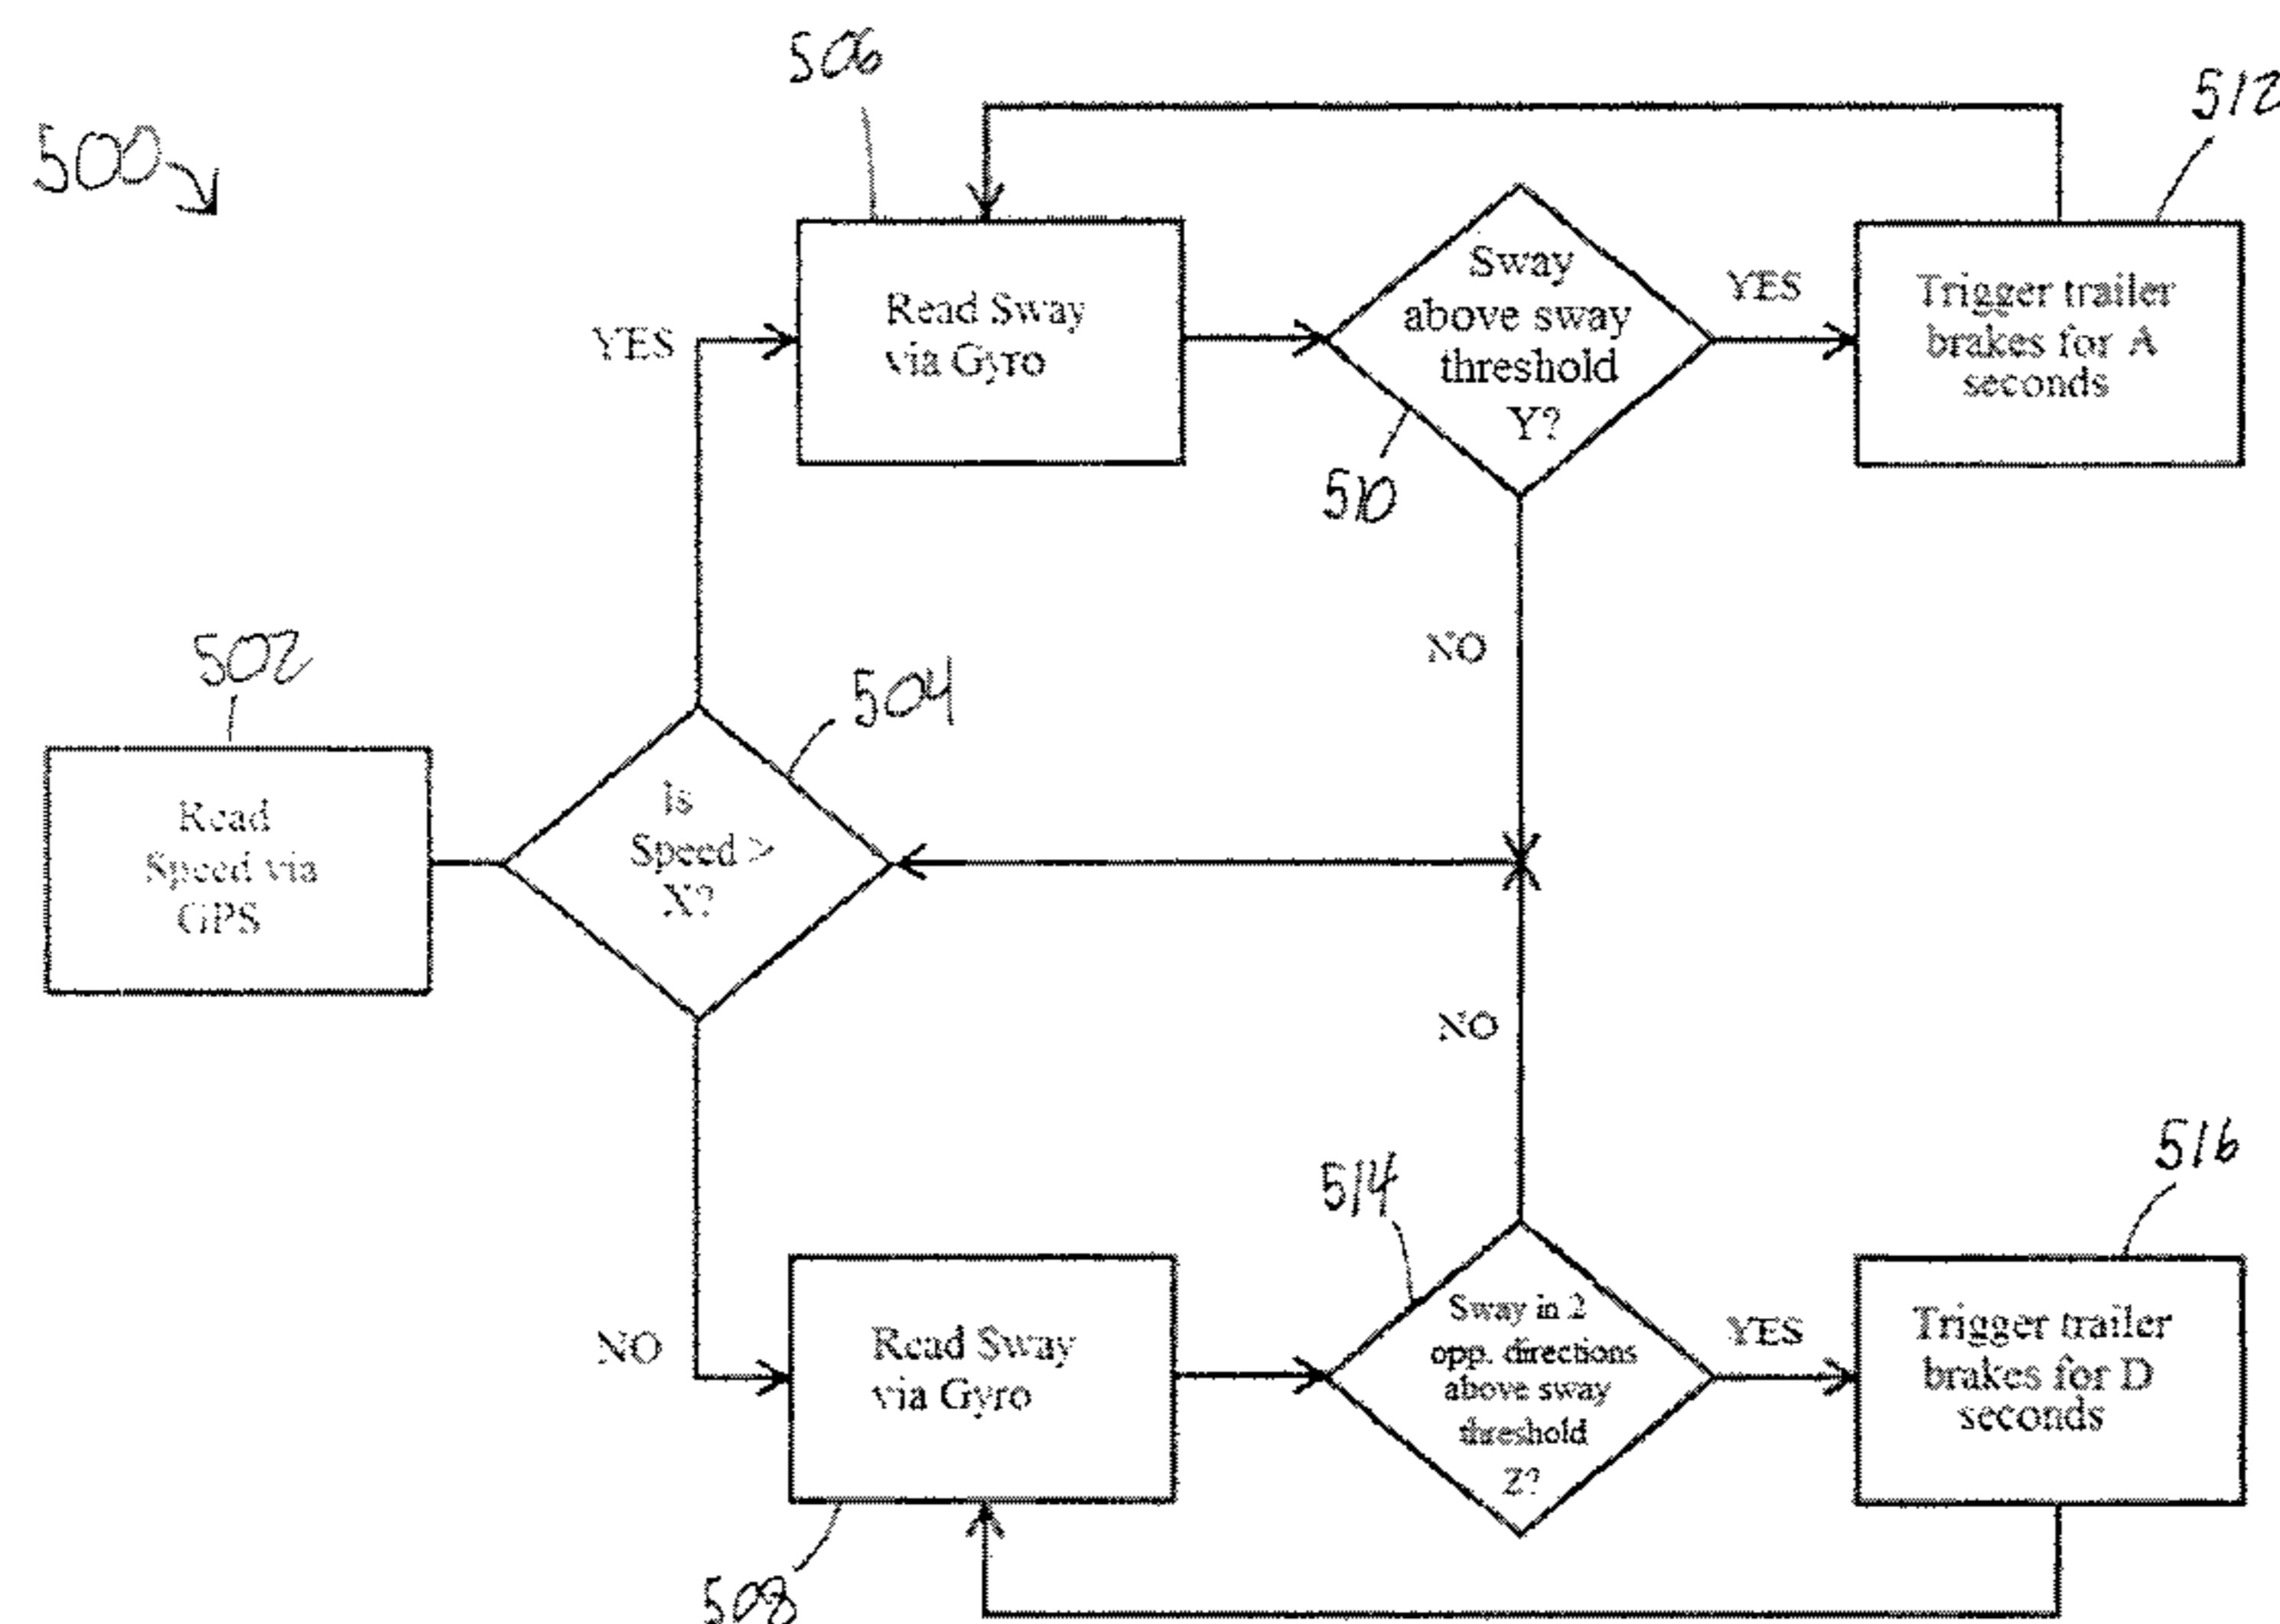 500
506
512
Read Sway
via Gyro
Sway
above sway
threshold
Y?
YES
Trigger trailer
brakes for A
seconds
YES
510
NO
502
504
Read
Speed via
GPS
Is
Speed >
X?
NO
514
516
NO
Read Sway
via Gyro
Sway in 2
opp. directions
above sway
threshold
Z?
YES
Trigger trailer
brakes for D
seconds
508